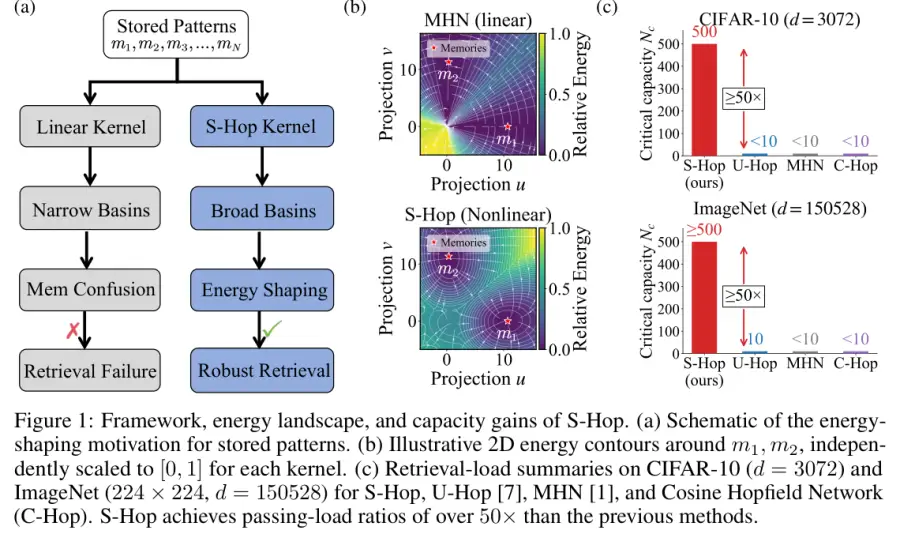 (a)
Stored Patterns
m₁, m₂, m₃, ..., m_N
Linear Kernel
S-Hop Kernel
Narrow Basins
Broad Basins
Mem Confusion
Energy Shaping
✗
✓
Retrieval Failure
Robust Retrieval
(b)
MHN (linear)
Memories
m₂
m₁
10
0
Projection v
0 10
Projection u
1.0
0.5
0.0
Relative Energy
S-Hop (Nonlinear)
Memories
m₂
m₁
10
0
Projection v
0 10
Projection u
1.0
0.5
0.0
Relative Energy
(c)
CIFAR-10 (d = 3072)
Critical capacity N_c
500
400
300
200
100
0
500
≥50×
<10 <10 <10
S-Hop U-Hop MHN C-Hop
(ours)
ImageNet (d = 150528)
Critical capacity N_c
500
400
300
200
100
0
≥500
≥50×
10 <10 <10
S-Hop U-Hop MHN C-Hop
(ours)
Figure 1: Framework, energy landscape, and capacity gains of S-Hop. (a) Schematic of the energy-
shaping motivation for stored patterns. (b) Illustrative 2D energy contours around m₁, m₂, indepen-
dently scaled to [0, 1] for each kernel. (c) Retrieval-load summaries on CIFAR-10 (d = 3072) and
ImageNet (224 × 224, d = 150528) for S-Hop, U-Hop [7], MHN [1], and Cosine Hopfield Network
(C-Hop). S-Hop achieves passing-load ratios of over 50× than the previous methods.